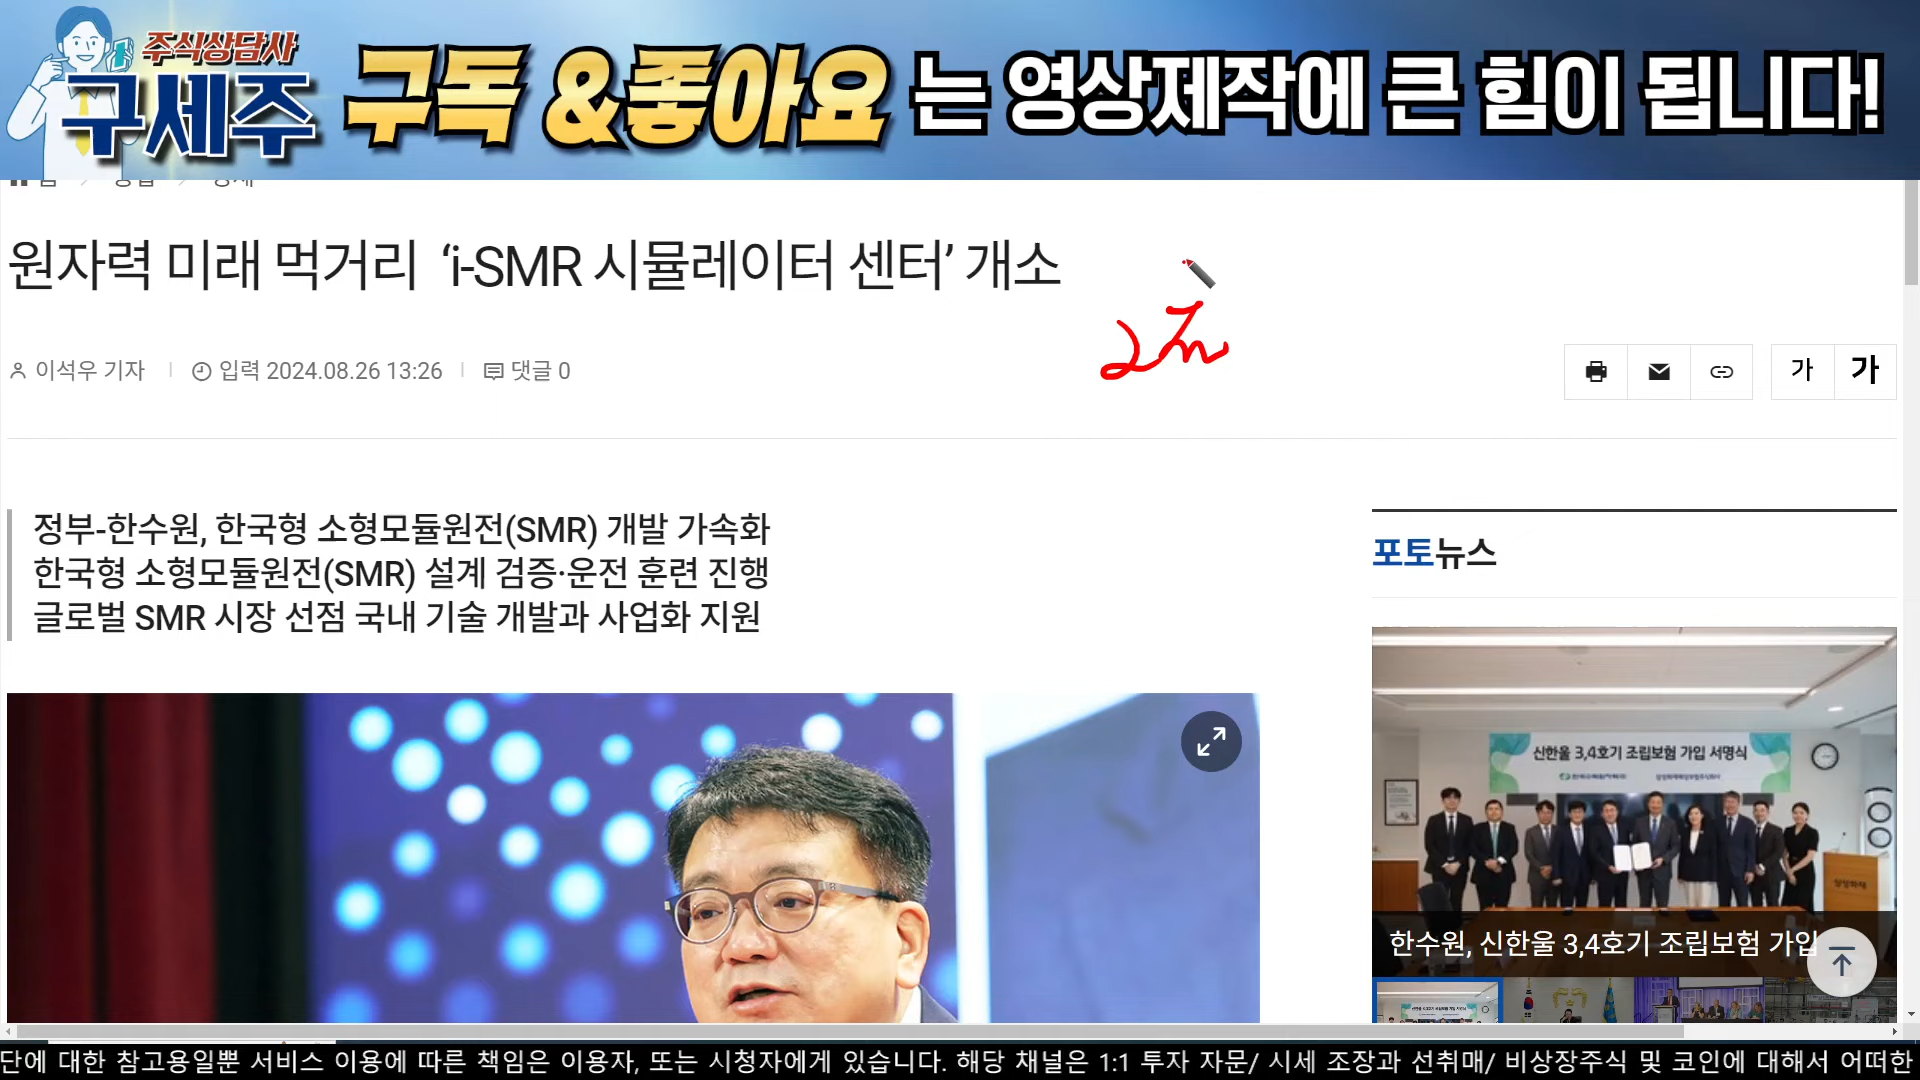 주식상담사
구세주
구독 &좋아요는 영상제작에 큰 힘이 됩니다!
원자력 미래 먹거리 ‘i-SMR 시뮬레이터 센터’ 개소
2주
이석우 기자
입력 2024.08.26 13:26
댓글 0
가 가
정부-한수원, 한국형 소형모듈원전(SMR) 개발 가속화
한국형 소형모듈원전(SMR) 설계 검증·운전 훈련 진행
글로벌 SMR 시장 선점 국내 기술 개발과 사업화 지원
포토뉴스
신한울 3,4호기 조립보험 가입 서명식
한수원, 신한울 3,4호기 조립보험 가입
단에 대한 참고용일뿐 서비스 이용에 따른 책임은 이용자, 또는 시청자에게 있습니다. 해당 채널은 1:1 투자 자문/ 시세 조장과 선취매/ 비상장주식 및 코인에 대해서 어떠한